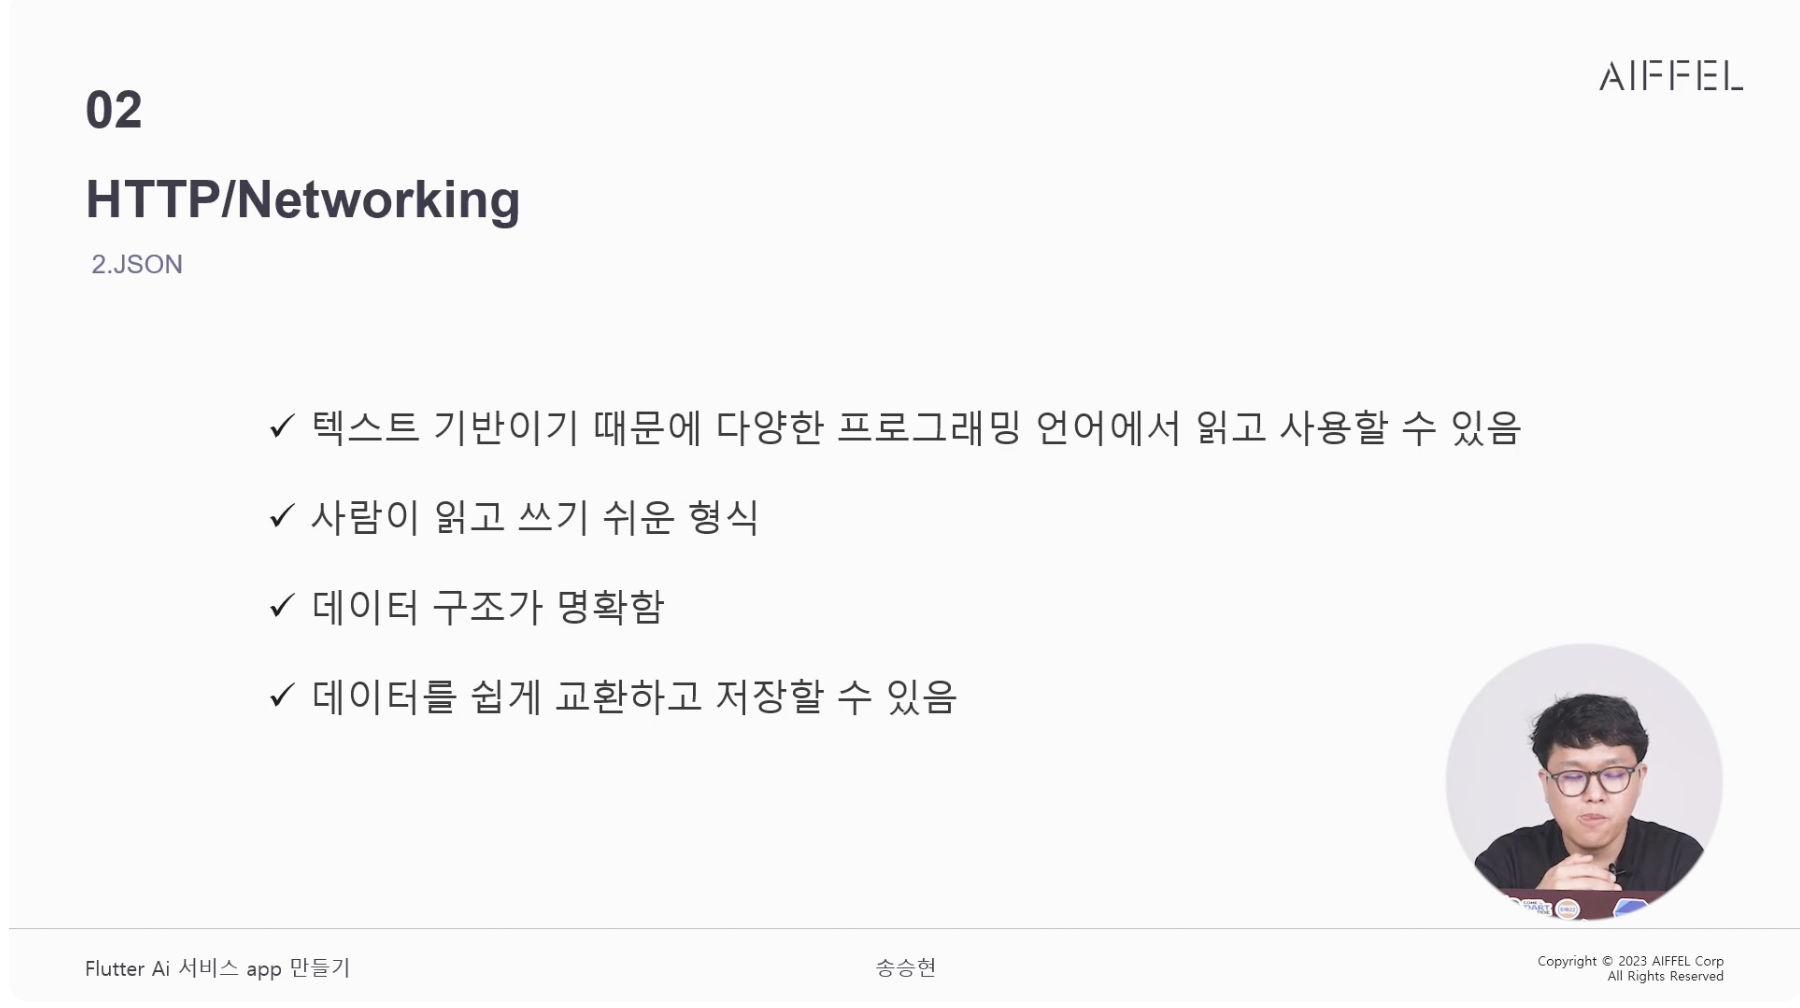 AIFFEL
02
HTTP/Networking
2.JSON
✓ 텍스트 기반이기 때문에 다양한 프로그래밍 언어에서 읽고 사용할 수 있음
✓ 사람이 읽고 쓰기 쉬운 형식
✓ 데이터 구조가 명확함
✓ 데이터를 쉽게 교환하고 저장할 수 있음
Flutter Ai 서비스 app 만들기
송승현
Copyright © 2023 AIFFEL Corp
All Rights Reserved